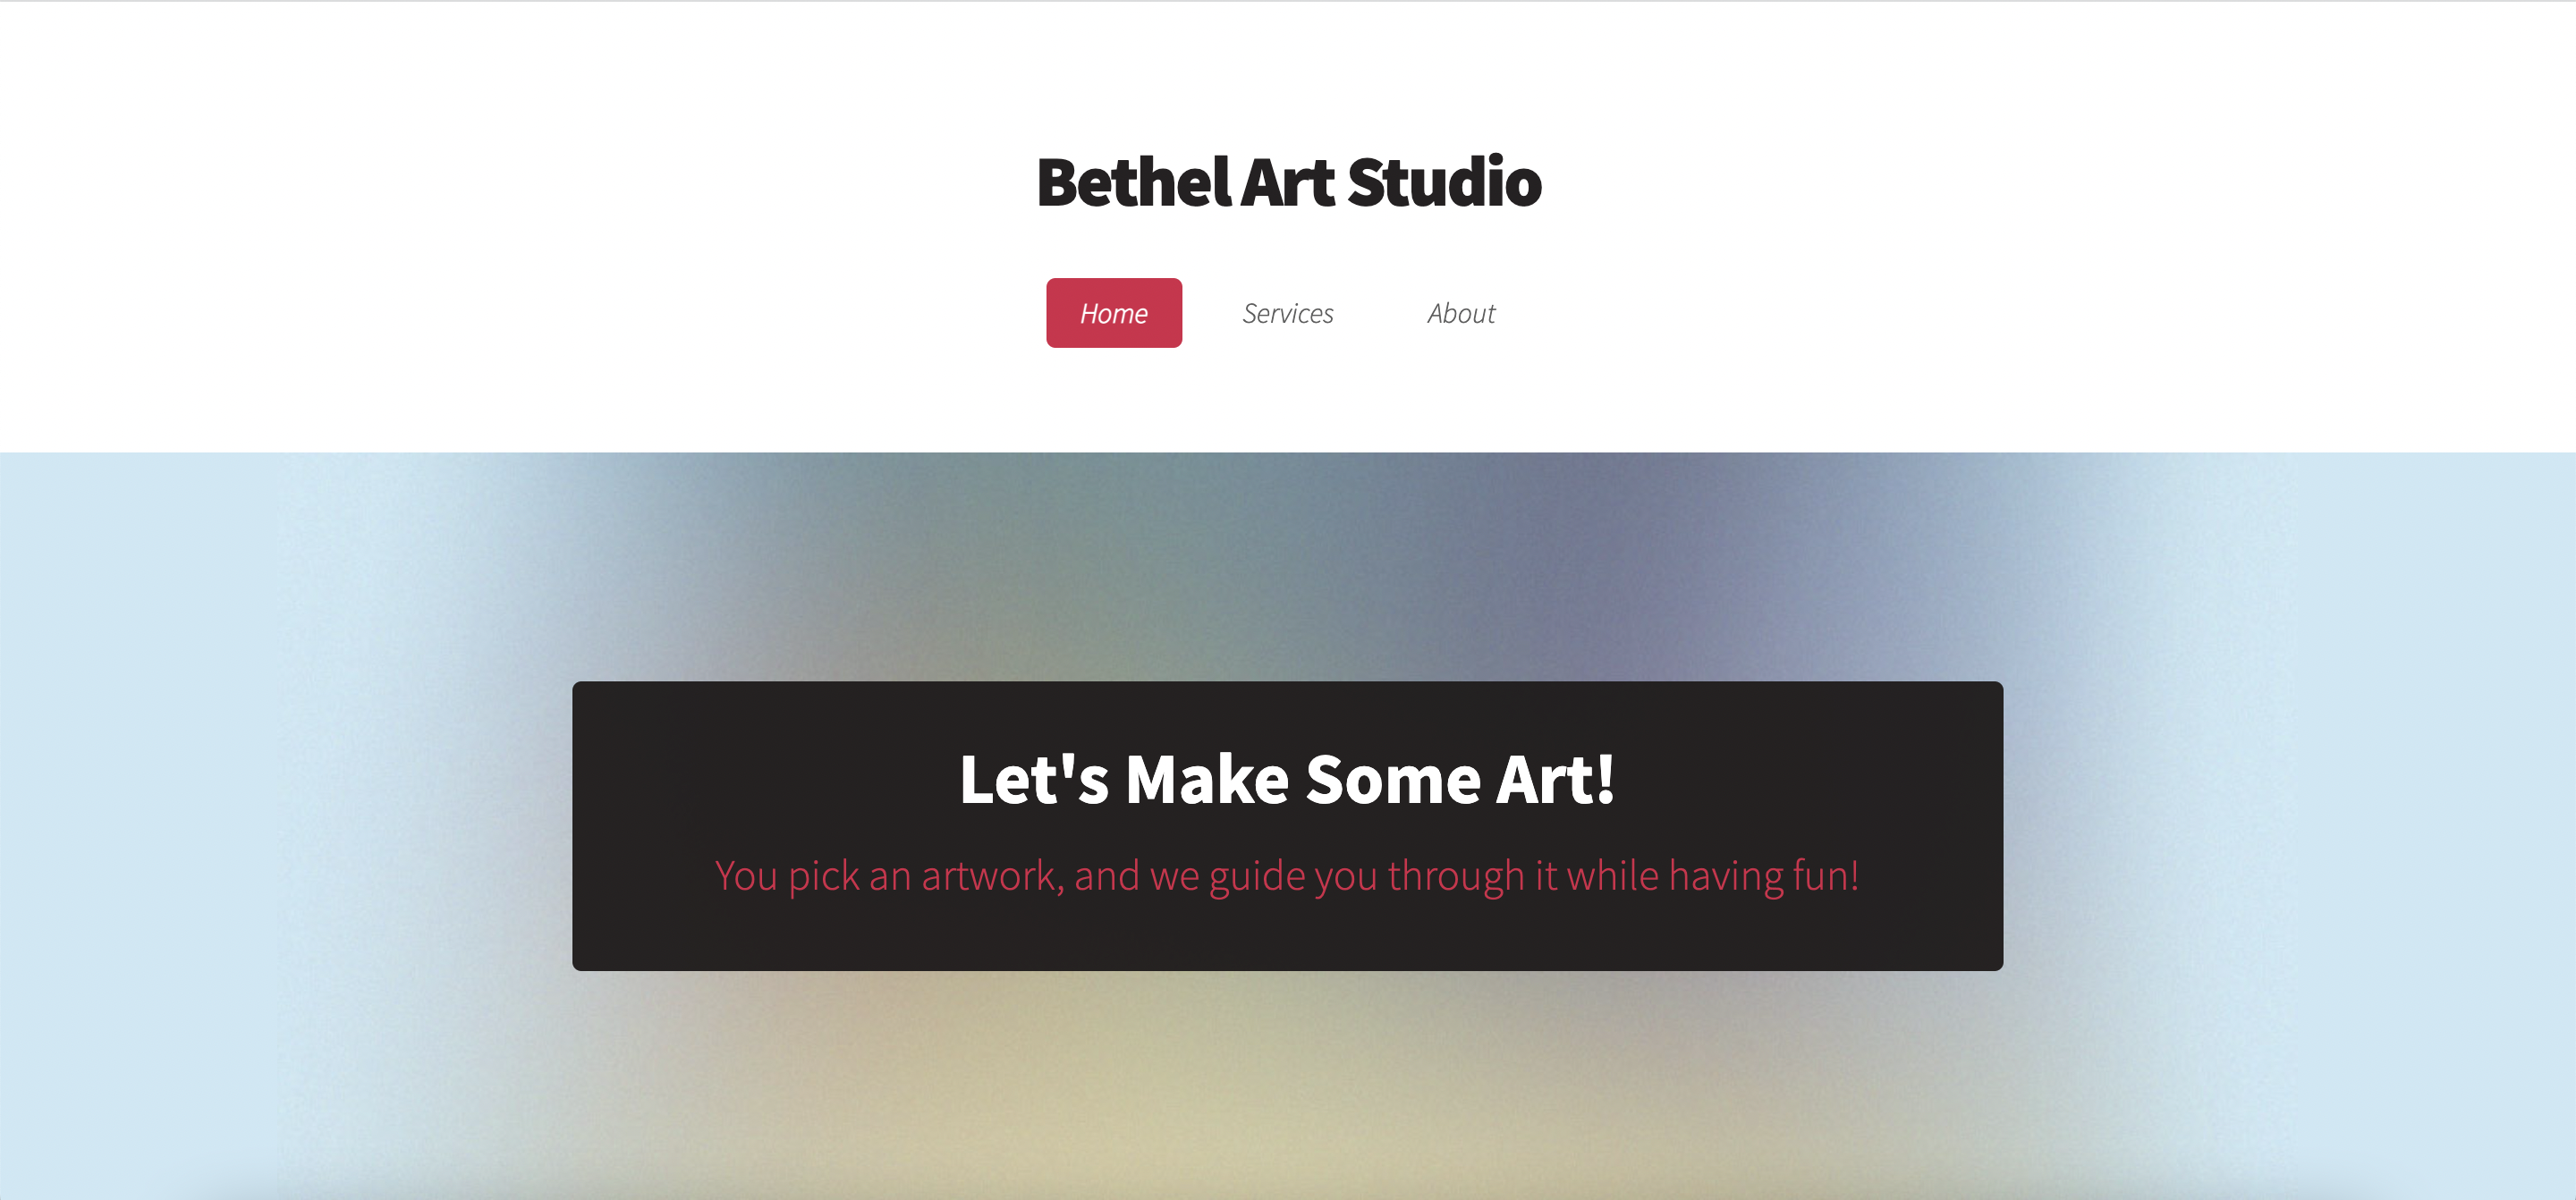 Bethel Art Studio
Home Services About
Let's Make Some Art!
You pick an artwork, and we guide you through it while having fun!